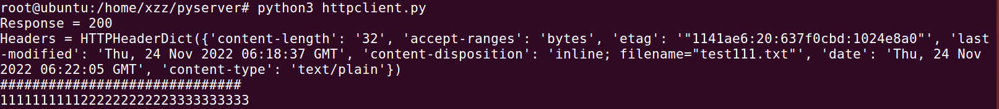 root@ubuntu:/home/xzz/pyserver# python3 httpclient.py
Response = 200
Headers = HTTPHeaderDict({'content-length': '32', 'accept-ranges': 'bytes', 'etag': '"1141ae6:20:637f0cbd:1024e8a0"', 'last
-modified': 'Thu, 24 Nov 2022 06:18:37 GMT', 'content-disposition': 'inline; filename="test111.txt"', 'date': 'Thu, 24 Nov
2022 06:22:05 GMT', 'content-type': 'text/plain'})
##############################
1111111111222222222223333333333